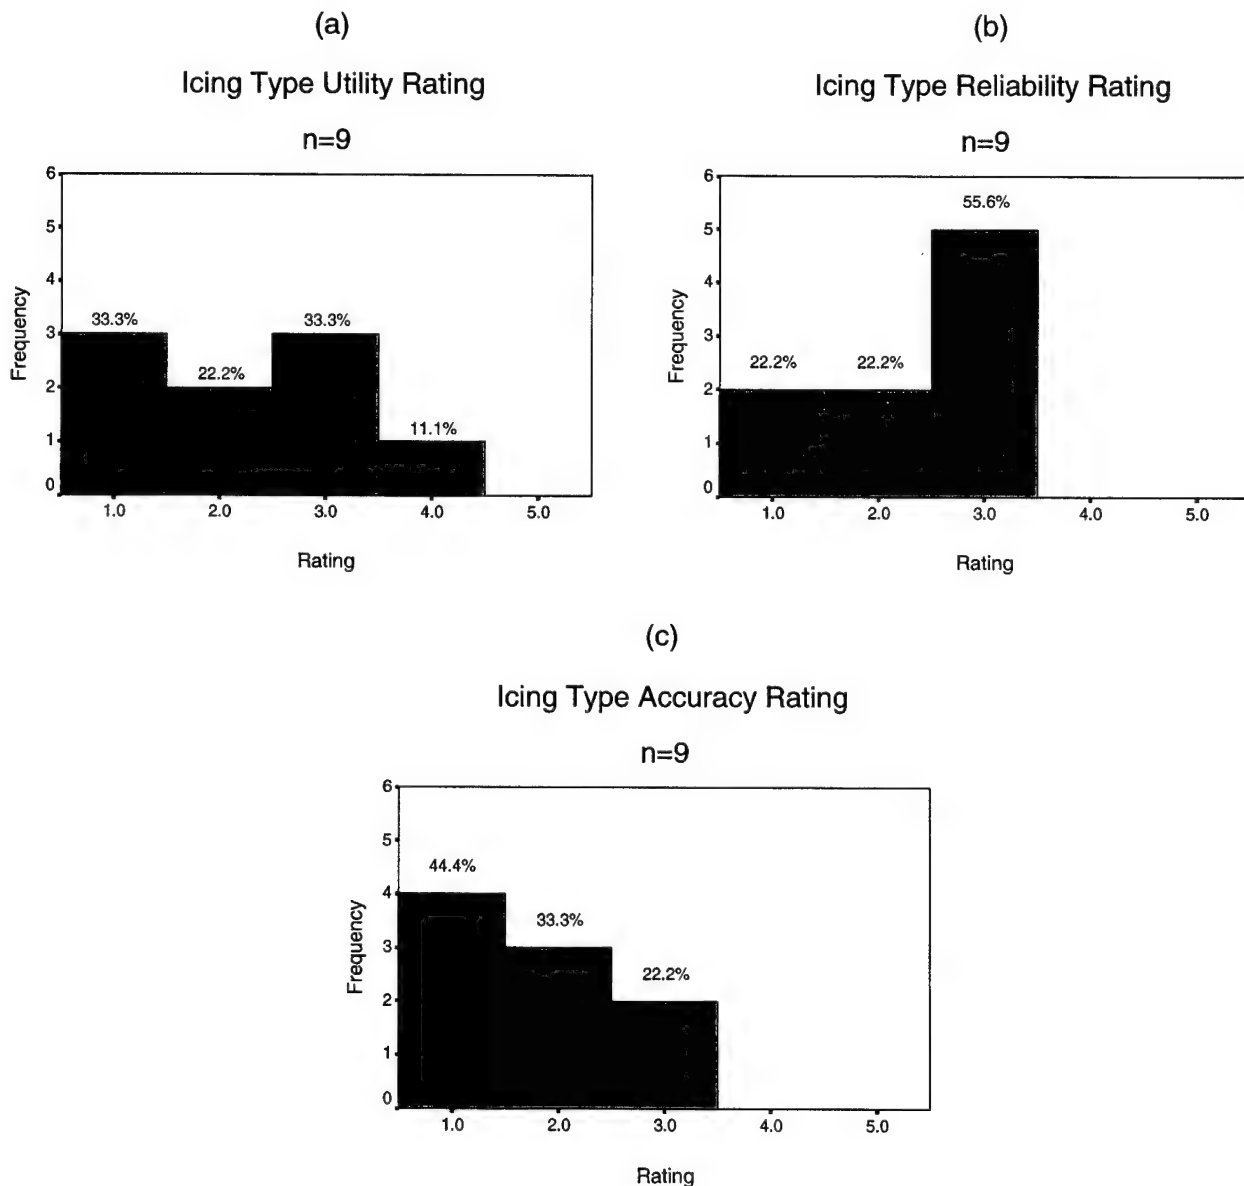 (a)
Icing Type Utility Rating
n=9
6
5
4
3
2
1
0
Frequency
33.3%
22.2%
33.3%
11.1%
1.0 2.0 3.0 4.0 5.0
Rating
(b)
Icing Type Reliability Rating
n=9
6
5
4
3
2
1
0
Frequency
22.2%
22.2%
55.6%
1.0 2.0 3.0 4.0 5.0
Rating
(c)
Icing Type Accuracy Rating
n=9
6
5
4
3
2
1
0
Frequency
44.4%
33.3%
22.2%
1.0 2.0 3.0 4.0 5.0
Rating